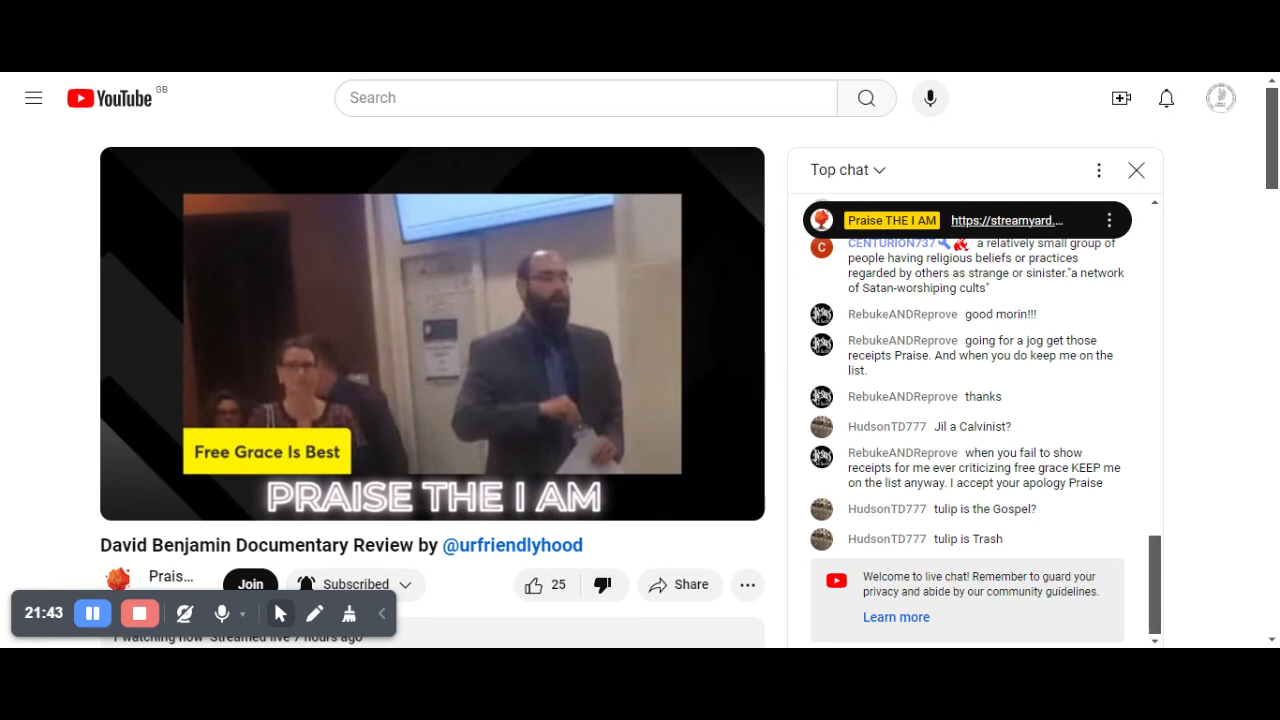 YouTube GB
Search
Free Grace Is Best
PRAISE THE I AM
David Benjamin Documentary Review by @urfriendlyhood
Prais...
Join
Subscribed
25
Share
21:43
1 watching now Streamed live 7 hours ago
Top chat
Praise THE I AM https://streamyard....
C
CENTURION737 a relatively small group of
people having religious beliefs or practices
regarded by others as strange or sinister."a network
of Satan-worshiping cults"
RebukeANDReprove good morin!!!
RebukeANDReprove going for a jog get those
receipts Praise. And when you do keep me on the
list.
RebukeANDReprove thanks
HudsonTD777 Jil a Calvinist?
RebukeANDReprove when you fail to show
receipts for me ever criticizing free grace KEEP me
on the list anyway. I accept your apology Praise
HudsonTD777 tulip is the Gospel?
HudsonTD777 tulip is Trash
Welcome to live chat! Remember to guard your
privacy and abide by our community guidelines.
Learn more